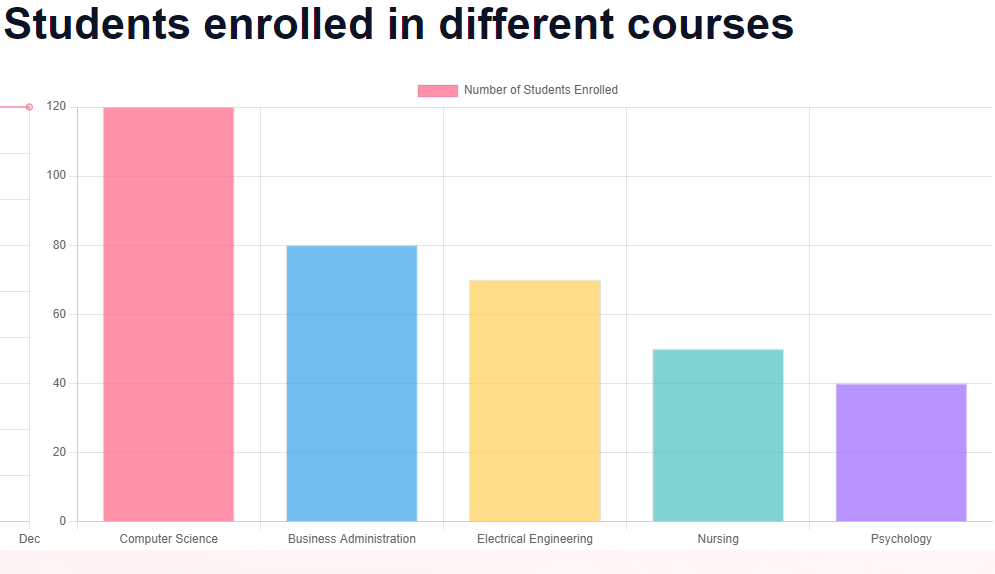 Students enrolled in different courses
Number of Students Enrolled
120
100
80
60
40
20
0
Dec
Computer Science
Business Administration
Electrical Engineering
Nursing
Psychology